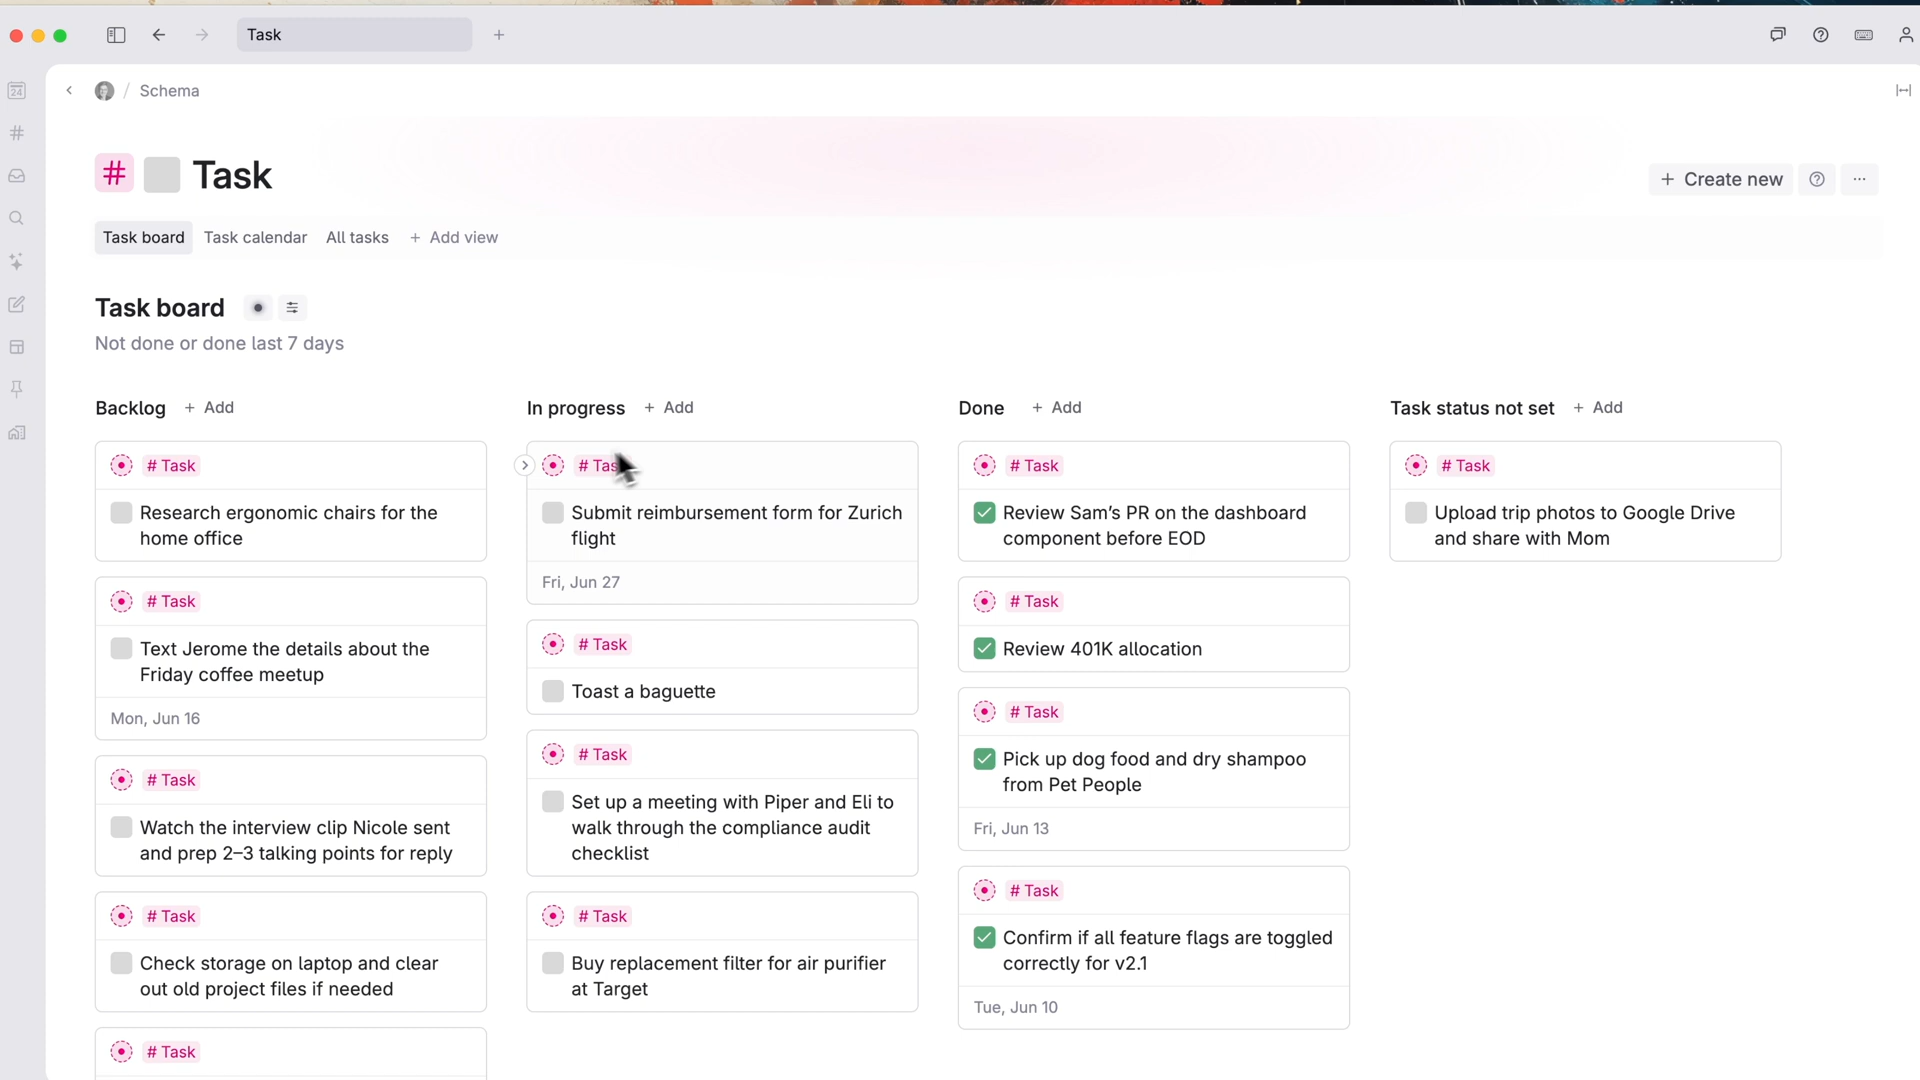 Task
24
Schema
# Task
Create new
Task board
Task calendar
All tasks
+ Add view
Task board
Not done or done last 7 days
Backlog
+ Add
# Task
Research ergonomic chairs for the
home office
# Task
Text Jerome the details about the
Friday coffee meetup
Mon, Jun 16
# Task
Watch the interview clip Nicole sent
and prep 2–3 talking points for reply
# Task
Check storage on laptop and clear
out old project files if needed
# Task
In progress
+ Add
# Tas
Submit reimbursement form for Zurich
flight
Fri, Jun 27
# Task
Toast a baguette
# Task
Set up a meeting with Piper and Eli to
walk through the compliance audit
checklist
# Task
Buy replacement filter for air purifier
at Target
Done
+ Add
# Task
Review Sam’s PR on the dashboard
component before EOD
# Task
Review 401K allocation
# Task
Pick up dog food and dry shampoo
from Pet People
Fri, Jun 13
# Task
Confirm if all feature flags are toggled
correctly for v2.1
Tue, Jun 10
Task status not set
+ Add
# Task
Upload trip photos to Google Drive
and share with Mom